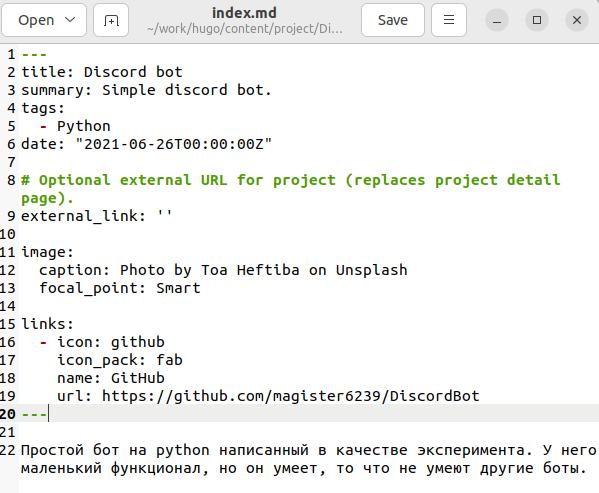 Open
index.md
~/work/hugo/content/project/Di...
Save
1 ---
2 title: Discord bot
3 summary: Simple discord bot.
4 tags:
5   - Python
6 date: "2021-06-26T00:00:00Z"
7
8 # Optional external URL for project (replaces project detail
page).
9 external_link: ''
10
11 image:
12   caption: Photo by Toa Heftiba on Unsplash
13   focal_point: Smart
14
15 links:
16   - icon: github
17     icon_pack: fab
18     name: GitHub
19     url: https://github.com/magister6239/DiscordBot
20 ---
21
22 Простой бот на python написанный в качестве эксперимента. У него
маленький функционал, но он умеет, то что не умеют другие боты.